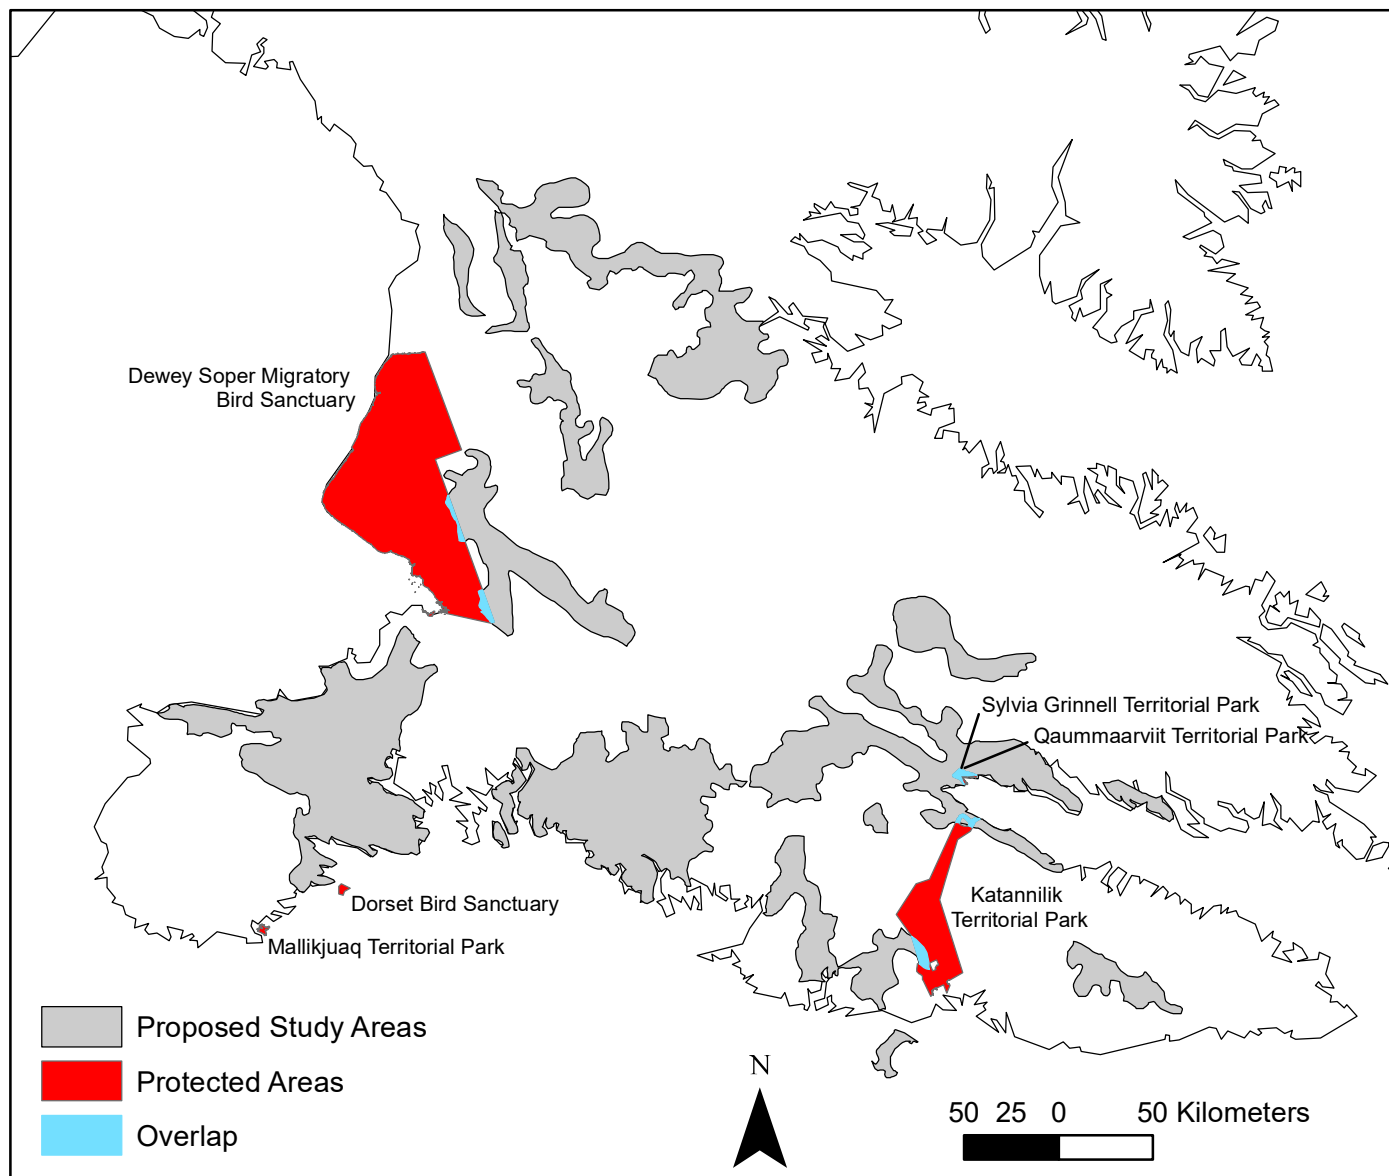 Dewey Soper Migratory
Bird Sanctuary
Sylvia Grinnell Territorial Park
Qaummaarviit Territorial Park
Katannilik
Territorial Park
Dorset Bird Sanctuary
Mallikjuaq Territorial Park
Proposed Study Areas
Protected Areas
Overlap
N
50 25 0 50 Kilometers